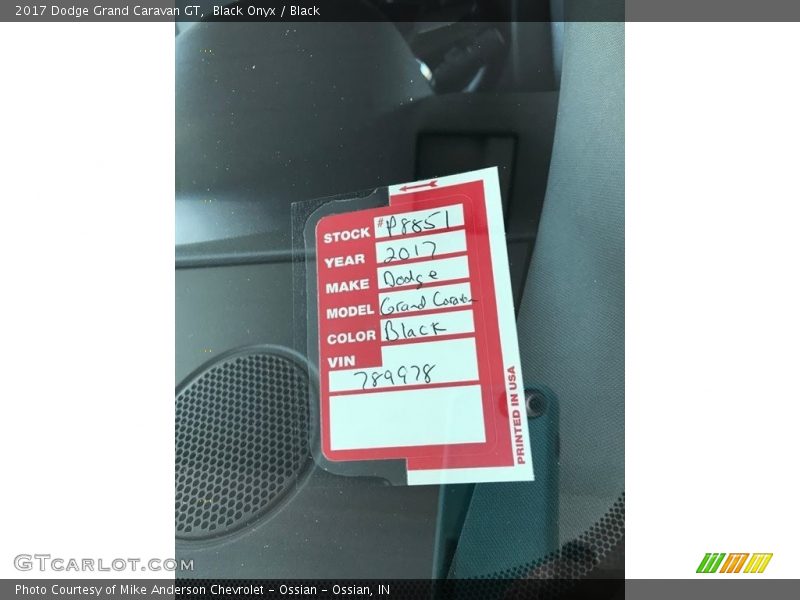 2017 Dodge Grand Caravan GT,  Black Onyx / Black
STOCK #P8851
YEAR 2017
MAKE Dodge
MODEL Grand Caravan
COLOR Black
VIN
789978
PRINTED IN USA
GTCARLOT.COM
Photo Courtesy of Mike Anderson Chevrolet - Ossian - Ossian, IN